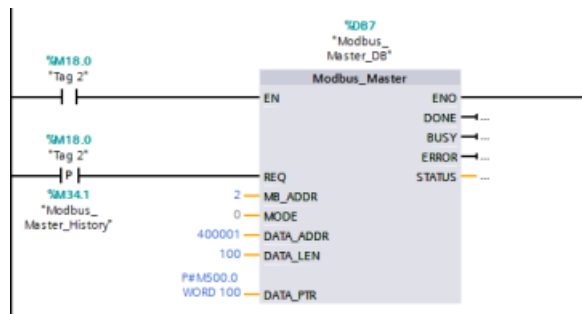 %DB7
"Modbus_
Master_DB"
%M18.0
"Tag 2"
Modbus_Master
EN
ENO
DONE
...
BUSY
...
%M18.0
"Tag 2"
ERROR
...
P
REQ
STATUS
...
%M34.1
"Modbus_
Master_History"
2
MB_ADDR
0
MODE
400001
DATA_ADDR
100
DATA_LEN
P#M500.0
WORD 100
DATA_PTR